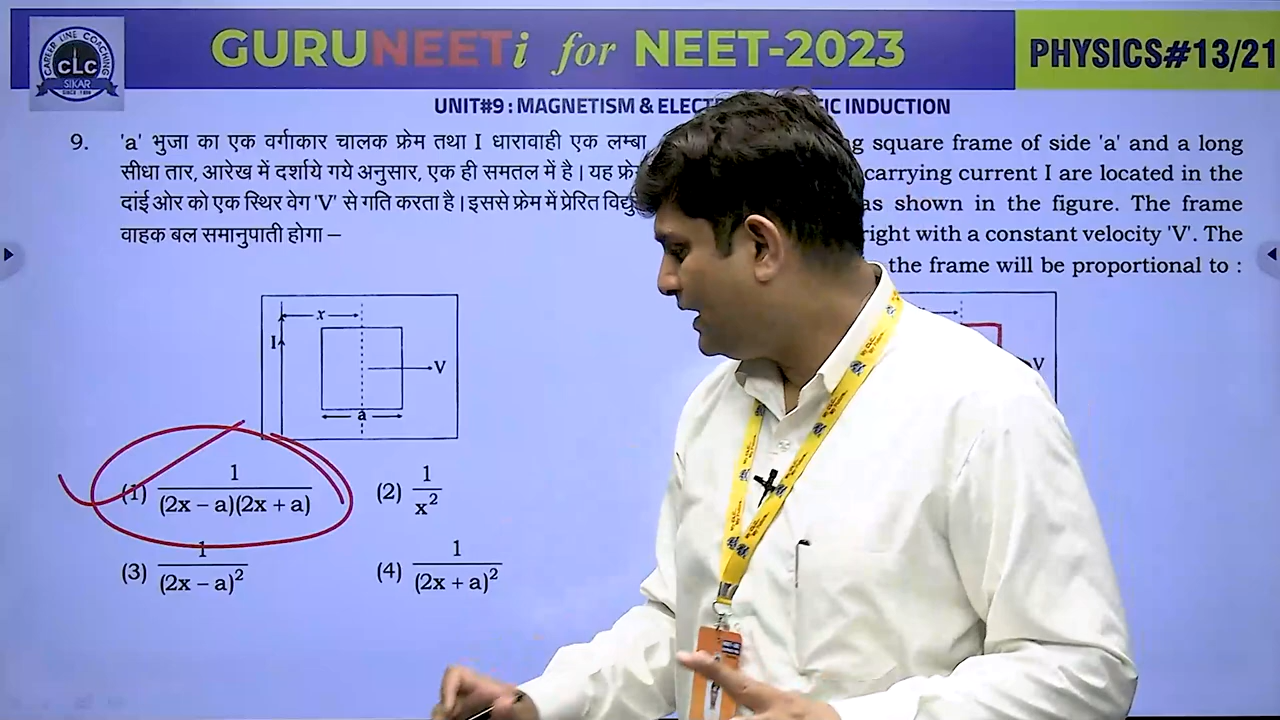 GURUNEETi for NEET-2023
PHYSICS#13/21
CAREER LINE COACHING
CLC
SIKAR
SINCE 1996
UNIT#9 : MAGNETISM & IC INDUCTION
9. 'a' भुजा का एक वर्गाकार चालक फ्रेम तथा I धारावाही एक लम्बा
सीधा तार, आरेख में दर्शाये गये अनुसार, एक ही समतल में है। यह
दांई ओर को एक स्थिर वेग 'V' से गति करता है। इससे फ्रेम में प्रेरित
वाहक बल समानुपाती होगा –
square frame of side 'a' and a long
carrying current I are located in the
shown in the figure. The frame
right with a constant velocity 'V'. The
the frame will be proportional to :
x
I
V
a
V
(1) 1/((2x – a)(2x + a))
(2) 1/x²
(3) 1/(2x – a)²
(4) 1/(2x + a)²